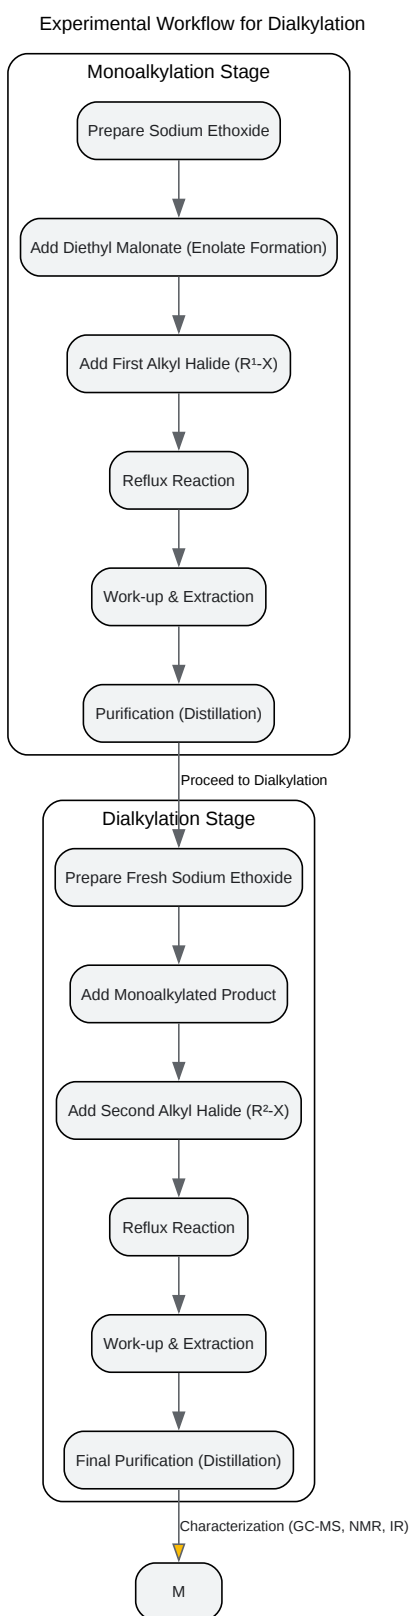 Experimental Workflow for Dialkylation
Monoalkylation Stage
Prepare Sodium Ethoxide
Add Diethyl Malonate (Enolate Formation)
Add First Alkyl Halide (R¹-X)
Reflux Reaction
Work-up & Extraction
Purification (Distillation)
Proceed to Dialkylation
Dialkylation Stage
Prepare Fresh Sodium Ethoxide
Add Monoalkylated Product
Add Second Alkyl Halide (R²-X)
Reflux Reaction
Work-up & Extraction
Final Purification (Distillation)
Characterization (GC-MS, NMR, IR)
M